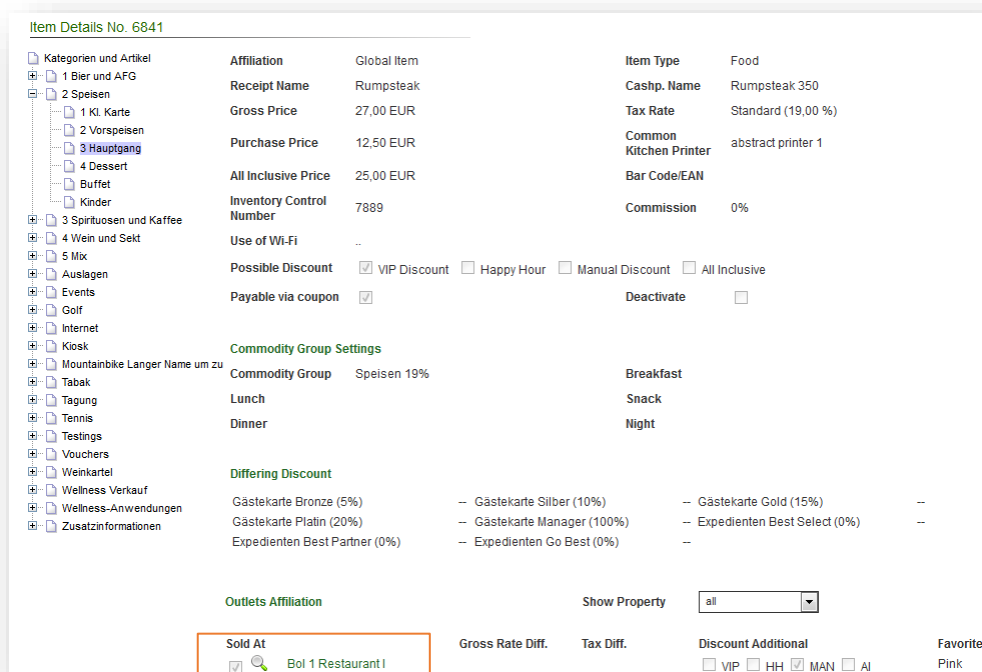 Item Details No. 6841
Kategorien und Artikel
1 Bier und AFG
2 Speisen
1 Kl. Karte
2 Vorspeisen
3 Hauptgang
4 Dessert
Buffet
Kinder
3 Spirituosen und Kaffee
4 Wein und Sekt
5 Mix
Auslagen
Events
Golf
Internet
Kiosk
Mountainbike Langer Name um zu
Tabak
Tagung
Tennis
Testings
Vouchers
Weinkartel
Wellness Verkauf
Wellness-Anwendungen
Zusatzinformationen
Affiliation Global Item Item Type Food
Receipt Name Rumpsteak Cashp. Name Rumpsteak 350
Gross Price 27,00 EUR Tax Rate Standard (19,00 %)
Purchase Price 12,50 EUR Common
Kitchen Printer abstract printer 1
All Inclusive Price 25,00 EUR Bar Code/EAN
Inventory Control
Number 7889 Commission 0%
Use of Wi-Fi ..
Possible Discount VIP Discount Happy Hour Manual Discount All Inclusive
Payable via coupon Deactivate
Commodity Group Settings
Commodity Group Speisen 19% Breakfast
Lunch Snack
Dinner Night
Differing Discount
Gästekarte Bronze (5%) -- Gästekarte Silber (10%) -- Gästekarte Gold (15%) --
Gästekarte Platin (20%) -- Gästekarte Manager (100%) -- Expedienten Best Select (0%) --
Expedienten Best Partner (0%) -- Expedienten Go Best (0%) --
Outlets Affiliation Show Property all
Sold At Gross Rate Diff. Tax Diff. Discount Additional Favorite
Bol 1 Restaurant I VIP HH MAN AI Pink